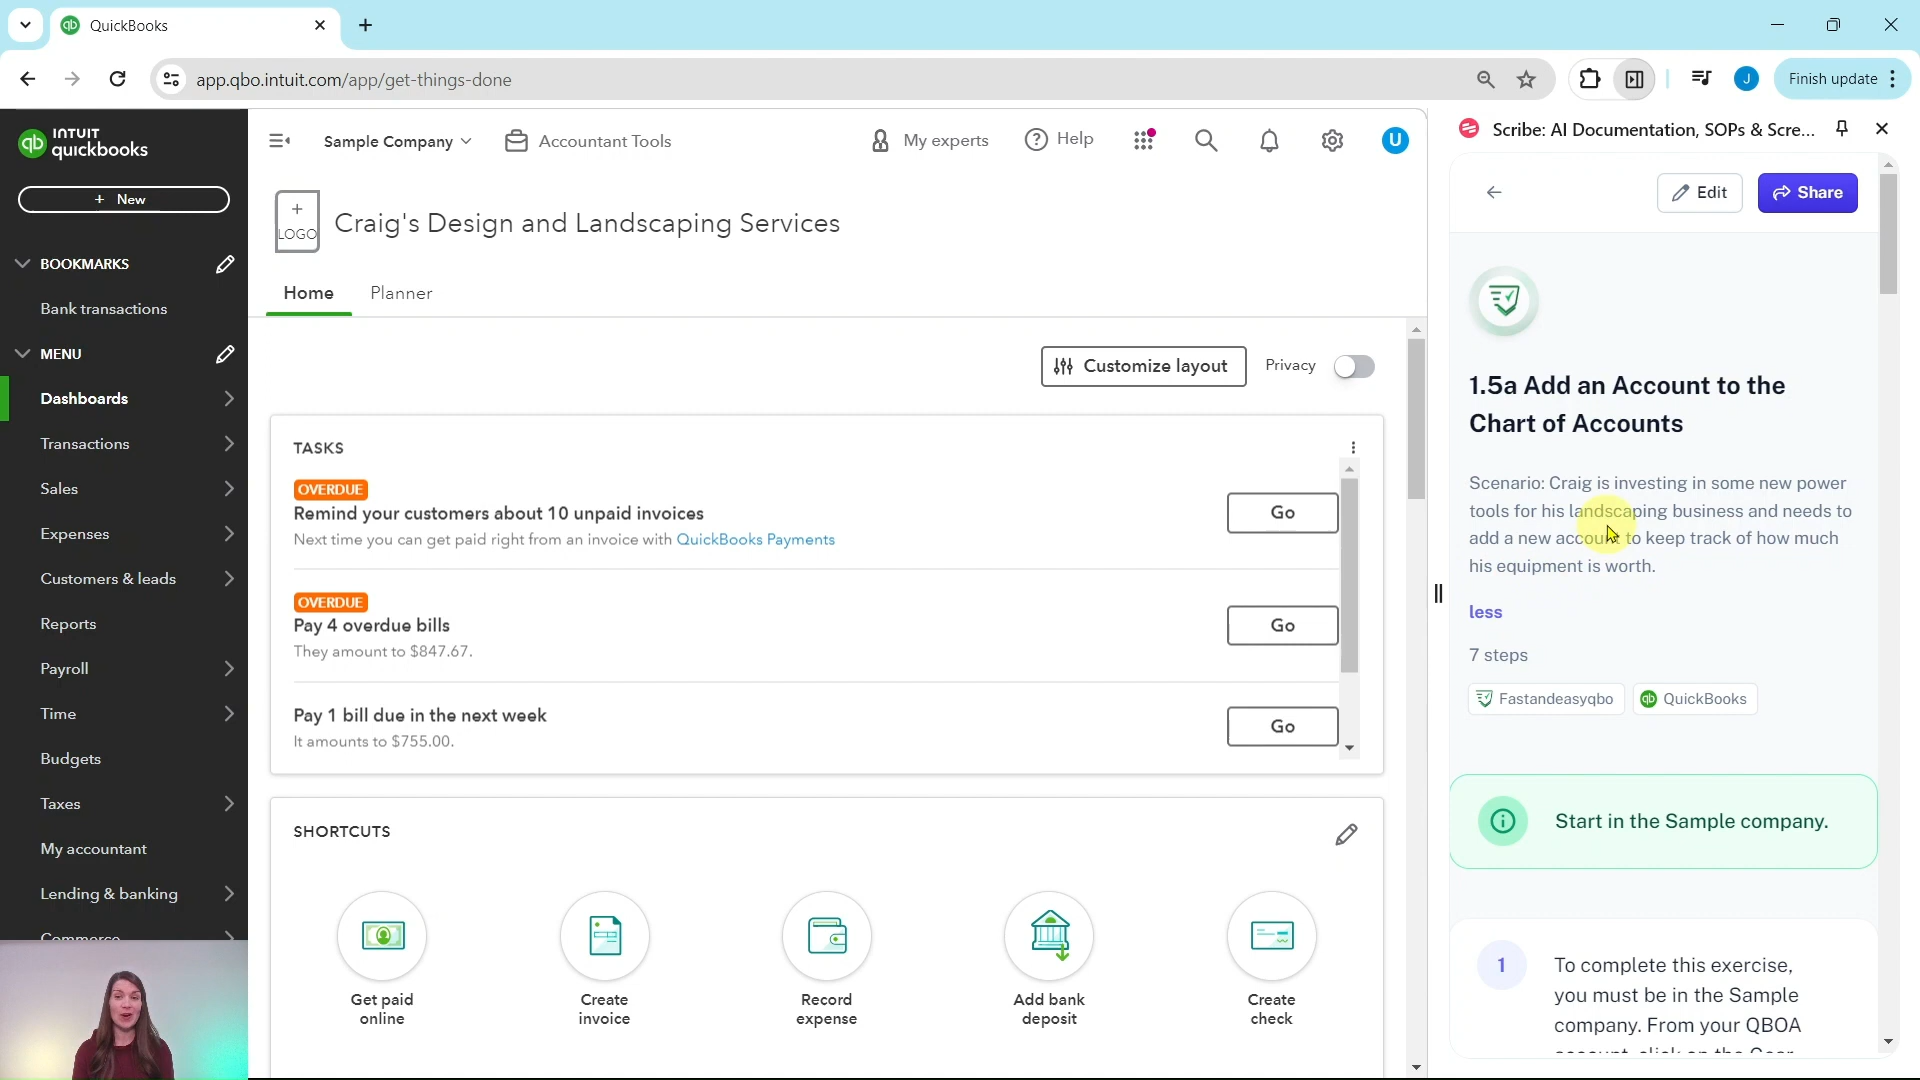 QuickBooks
app.qbo.intuit.com/app/get-things-done
J
Finish update
INTUIT
quickbooks
+ New
BOOKMARKS
Bank transactions
MENU
Dashboards
Transactions
Sales
Expenses
Customers & leads
Reports
Payroll
Time
Budgets
Taxes
My accountant
Lending & banking
Commerce
Sample Company
Accountant Tools
My experts
Help
U
+
LOGO
Craig's Design and Landscaping Services
Home
Planner
Customize layout
Privacy
TASKS
OVERDUE
Remind your customers about 10 unpaid invoices
Next time you can get paid right from an invoice with QuickBooks Payments
Go
OVERDUE
Pay 4 overdue bills
They amount to $847.67.
Go
Pay 1 bill due in the next week
It amounts to $755.00.
Go
SHORTCUTS
Get paid
online
Create
invoice
Record
expense
Add bank
deposit
Create
check
Scribe: AI Documentation, SOPs & Scre...
Edit
Share
1.5a Add an Account to the
Chart of Accounts
Scenario: Craig is investing in some new power
tools for his landscaping business and needs to
add a new account to keep track of how much
his equipment is worth.
less
7 steps
Fastandeasyqbo
QuickBooks
Start in the Sample company.
1
To complete this exercise,
you must be in the Sample
company. From your QBOA
account, click on the Gear